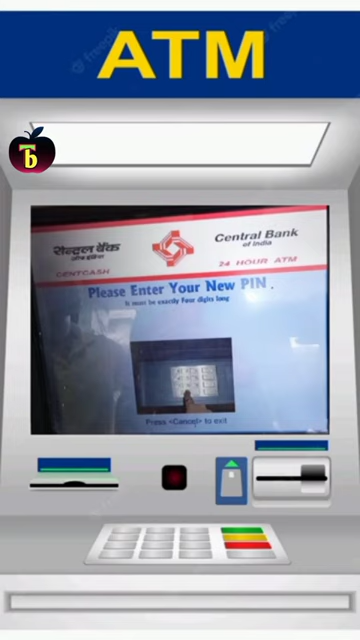 ATM
b
सेन्ट्रल बैंक
ऑफ इंडिया
Central Bank
of India
CENTCASH
24 HOUR ATM
Please Enter Your New PIN .
It must be exactly Four digits long
Press <Cancel> to exit